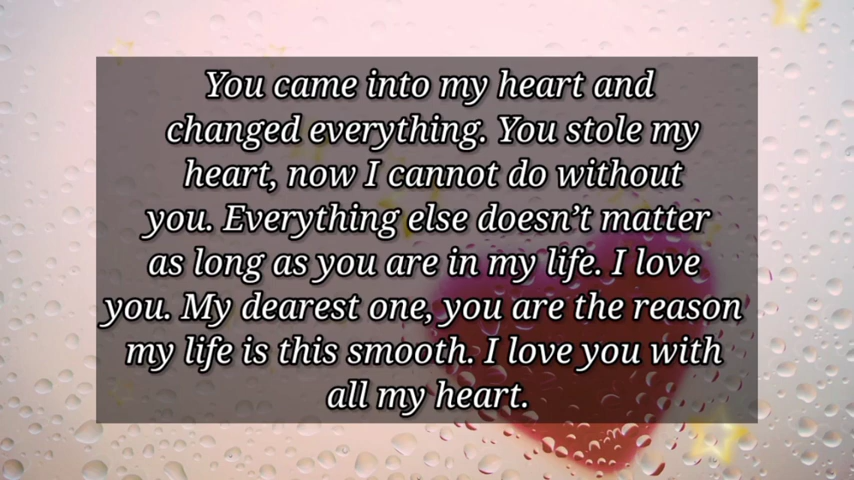 You came into my heart and
changed everything. You stole my
heart, now I cannot do without
you. Everything else doesn’t matter
as long as you are in my life. I love
you. My dearest one, you are the reason
my life is this smooth. I love you with
all my heart.